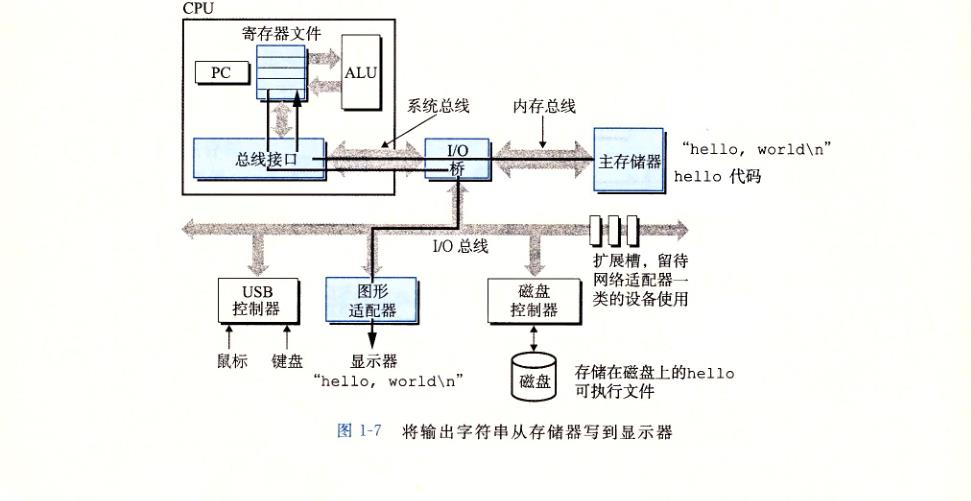 CPU
寄存器文件
PC
ALU
系统总线
内存总线
总线接口
I/O
桥
主存储器
“hello, world\n”
hello 代码
I/O 总线
扩展槽，留待
网络适配器一
类的设备使用
USB
控制器
图形
适配器
磁盘
控制器
鼠标
键盘
显示器
“hello, world\n”
磁盘
存储在磁盘上的hello
可执行文件
图 1-7 将输出字符串从存储器写到显示器